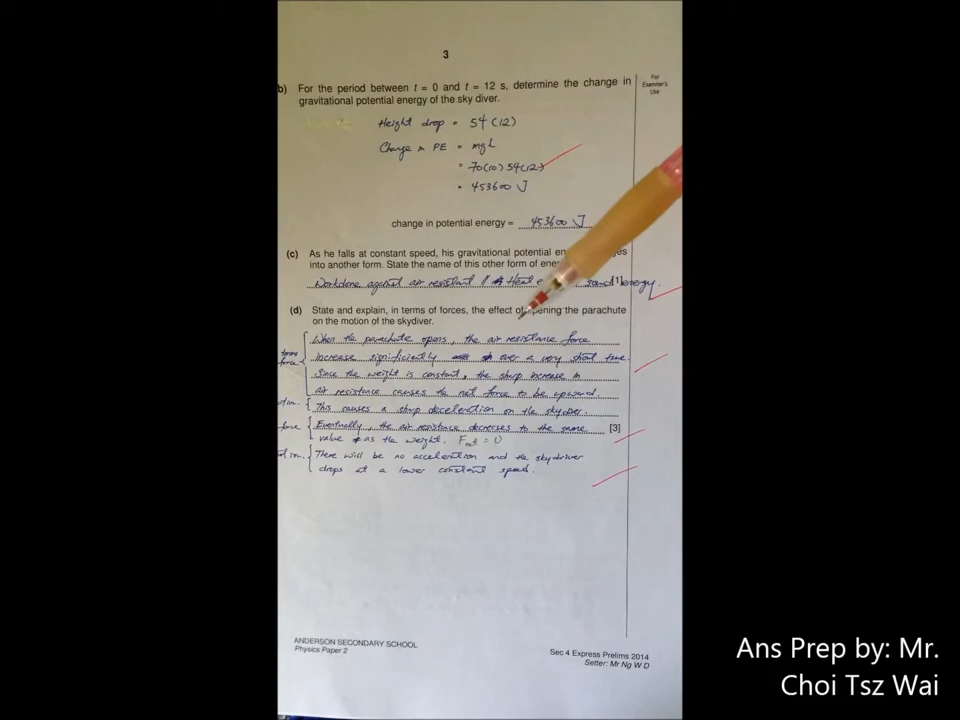 3
For Examiner's Use
b) For the period between t = 0 and t = 12 s, determine the change in
gravitational potential energy of the sky diver.
Height drop = 54 (12)
Change in PE = mgh
= 70(10) 54(12)
= 453600 J
change in potential energy = 453600 J
(c) As he falls at constant speed, his gravitational potential
into another form. State the name of this other form of
Workdone against air resistant energy. [1]
(d) State and explain, in terms of forces, the effect of opening the parachute
on the motion of the skydiver.
When the parachute opens, the air resistance force
increase significiently over a very short time.
Since the weight is constant, the sharp increase in
air resistance causes the net force to be upward.
This causes a sharp deceleration on the skydiver.
Eventually, the air resistance decreases to the same [3]
value as the weight. Fnet = 0
There will be no acceleration and the skydiver
drops at a lower constant speed.
ANDERSON SECONDARY SCHOOL
Physics Paper 2
Sec 4 Express Prelims 2014
Setter: Mr Ng W D
Ans Prep by: Mr.
Choi Tsz Wai